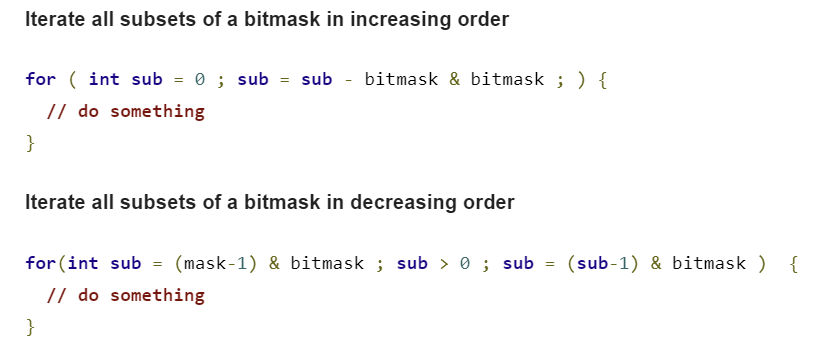 Iterate all subsets of a bitmask in increasing order
for ( int sub = 0 ; sub = sub - bitmask & bitmask ; ) {
// do something
}
Iterate all subsets of a bitmask in decreasing order
for(int sub = (mask-1) & bitmask ; sub > 0 ; sub = (sub-1) & bitmask )  {
// do something
}